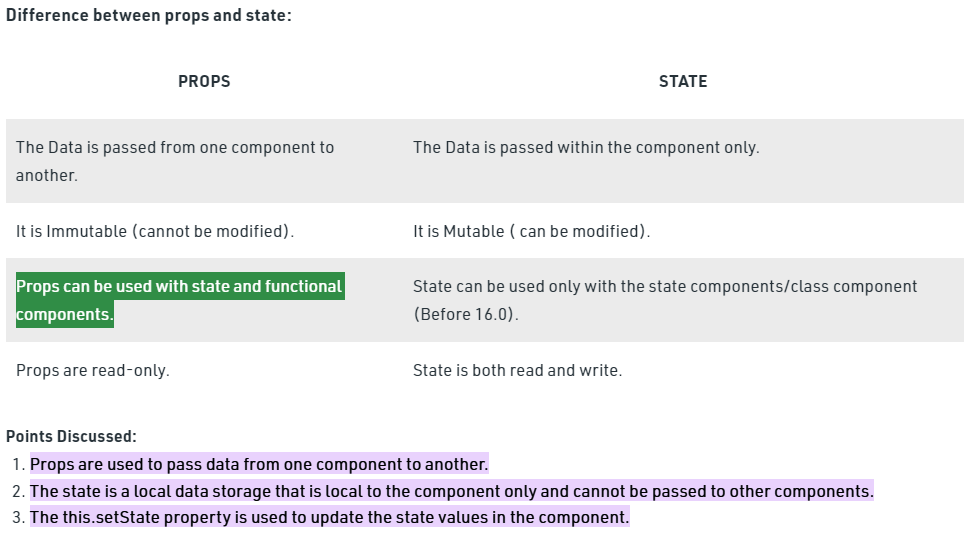 Difference between props and state:
PROPS STATE
The Data is passed from one component to
another.
The Data is passed within the component only.
It is Immutable (cannot be modified).
It is Mutable ( can be modified).
Props can be used with state and functional
components.
State can be used only with the state components/class component
(Before 16.0).
Props are read-only.
State is both read and write.
Points Discussed:
1. Props are used to pass data from one component to another.
2. The state is a local data storage that is local to the component only and cannot be passed to other components.
3. The this.setState property is used to update the state values in the component.